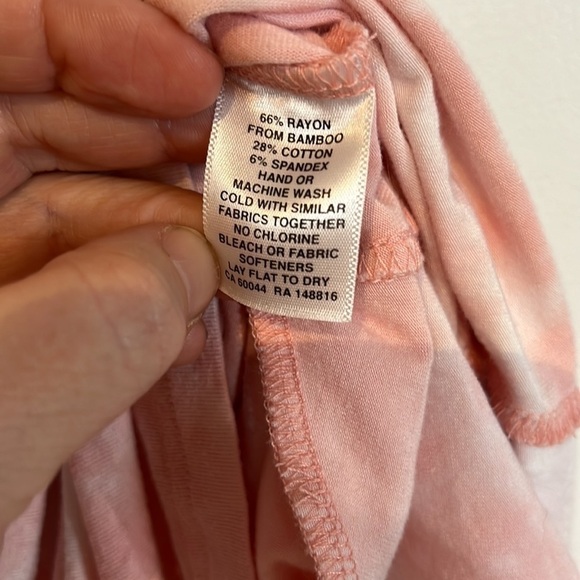 66% RAYON
FROM BAMBOO
28% COTTON
6% SPANDEX
HAND OR
MACHINE WASH
COLD WITH SIMILAR
FABRICS TOGETHER
NO CHLORINE
BLEACH OR FABRIC
SOFTENERS
LAY FLAT TO DRY
CA 60044 RA 148816